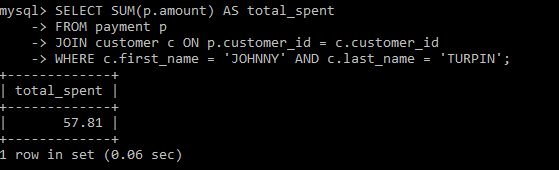 mysql> SELECT SUM(p.amount) AS total_spent
    -> FROM payment p
    -> JOIN customer c ON p.customer_id = c.customer_id
    -> WHERE c.first_name = 'JOHNNY' AND c.last_name = 'TURPIN';
+-------------+
| total_spent |
+-------------+
|       57.81 |
+-------------+
1 row in set (0.06 sec)